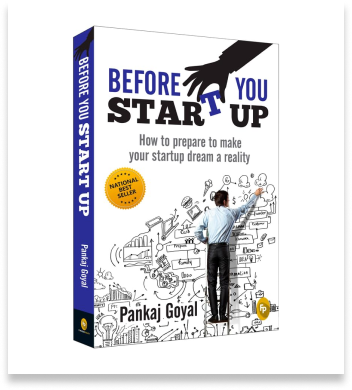 BEFORE YOU
START UP
How to prepare to make
your startup dream a reality
NATIONAL
BEST
SELLER
Pankaj Goyal
FP
BEFORE YOU START UP
Pankaj Goyal